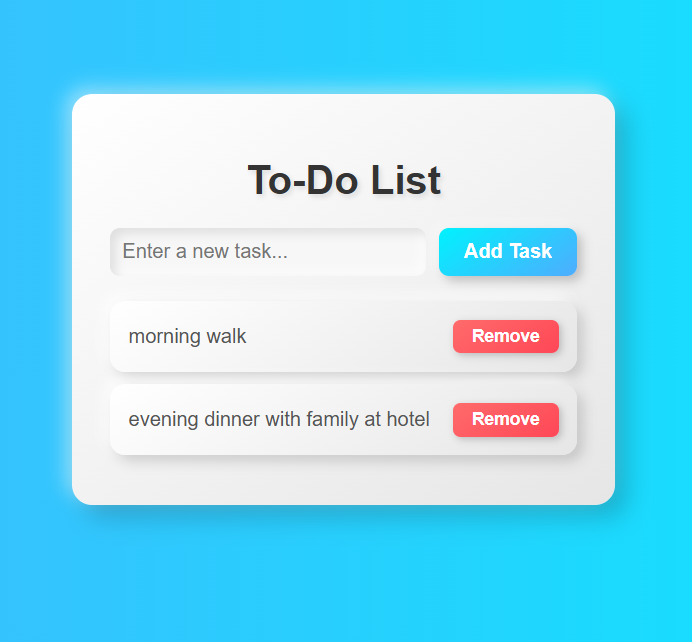 To-Do List
Enter a new task...
Add Task
morning walk
Remove
evening dinner with family at hotel
Remove